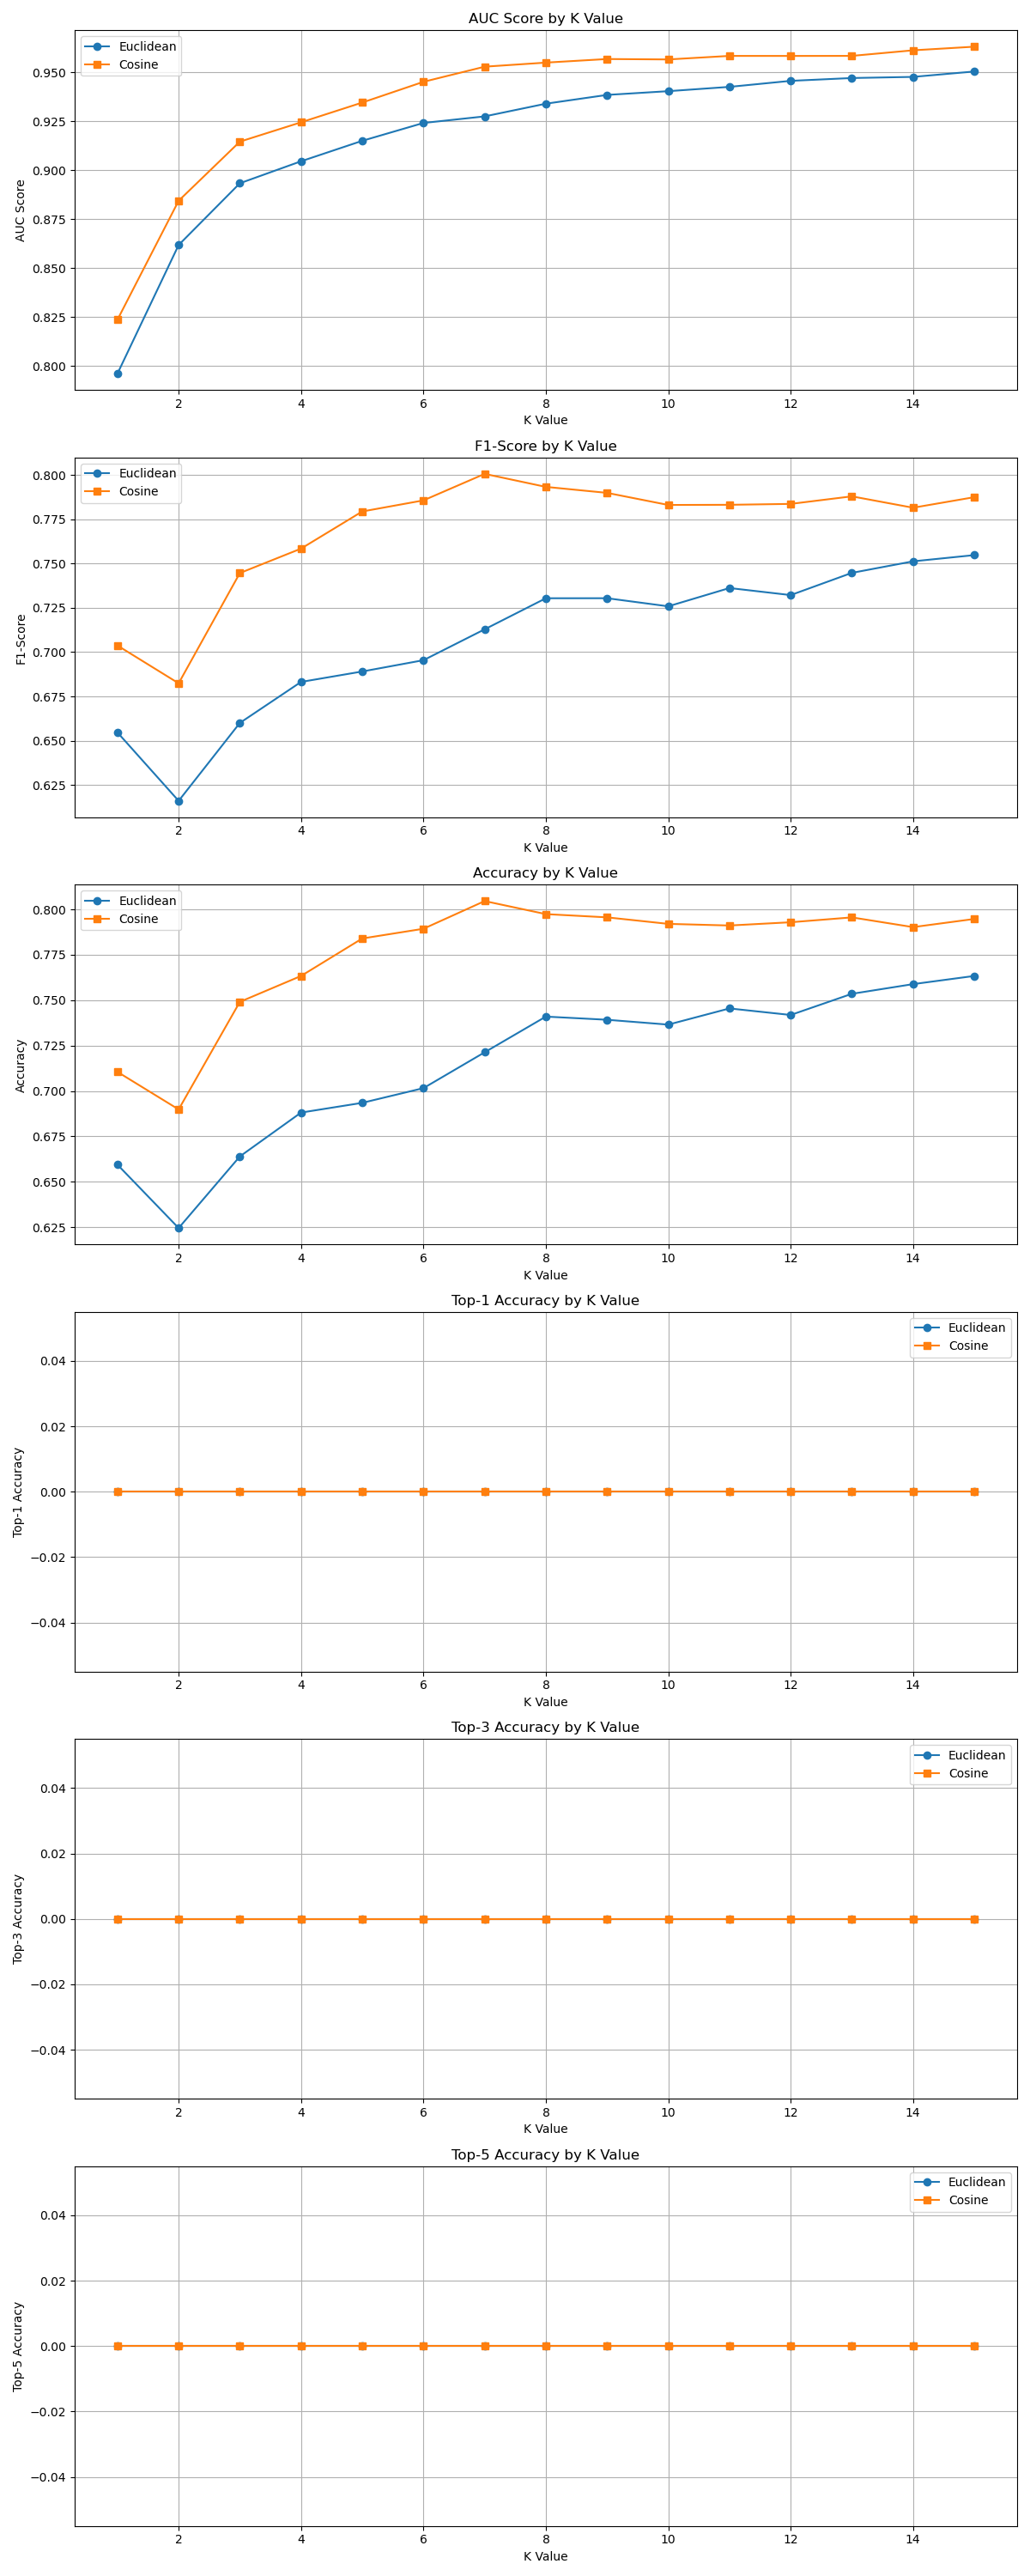 AUC Score by K Value
Euclidean
Cosine
0.950
0.925
0.900
0.875
0.850
0.825
0.800
AUC Score
2 4 6 8 10 12 14
K Value
F1-Score by K Value
Euclidean
Cosine
0.800
0.775
0.750
0.725
0.700
0.675
0.650
0.625
F1-Score
2 4 6 8 10 12 14
K Value
Accuracy by K Value
Euclidean
Cosine
0.800
0.775
0.750
0.725
0.700
0.675
0.650
0.625
Accuracy
2 4 6 8 10 12 14
K Value
Top-1 Accuracy by K Value
Euclidean
Cosine
0.04
0.02
0.00
−0.02
−0.04
Top-1 Accuracy
2 4 6 8 10 12 14
K Value
Top-3 Accuracy by K Value
Euclidean
Cosine
0.04
0.02
0.00
−0.02
−0.04
Top-3 Accuracy
2 4 6 8 10 12 14
K Value
Top-5 Accuracy by K Value
Euclidean
Cosine
0.04
0.02
0.00
−0.02
−0.04
Top-5 Accuracy
2 4 6 8 10 12 14
K Value